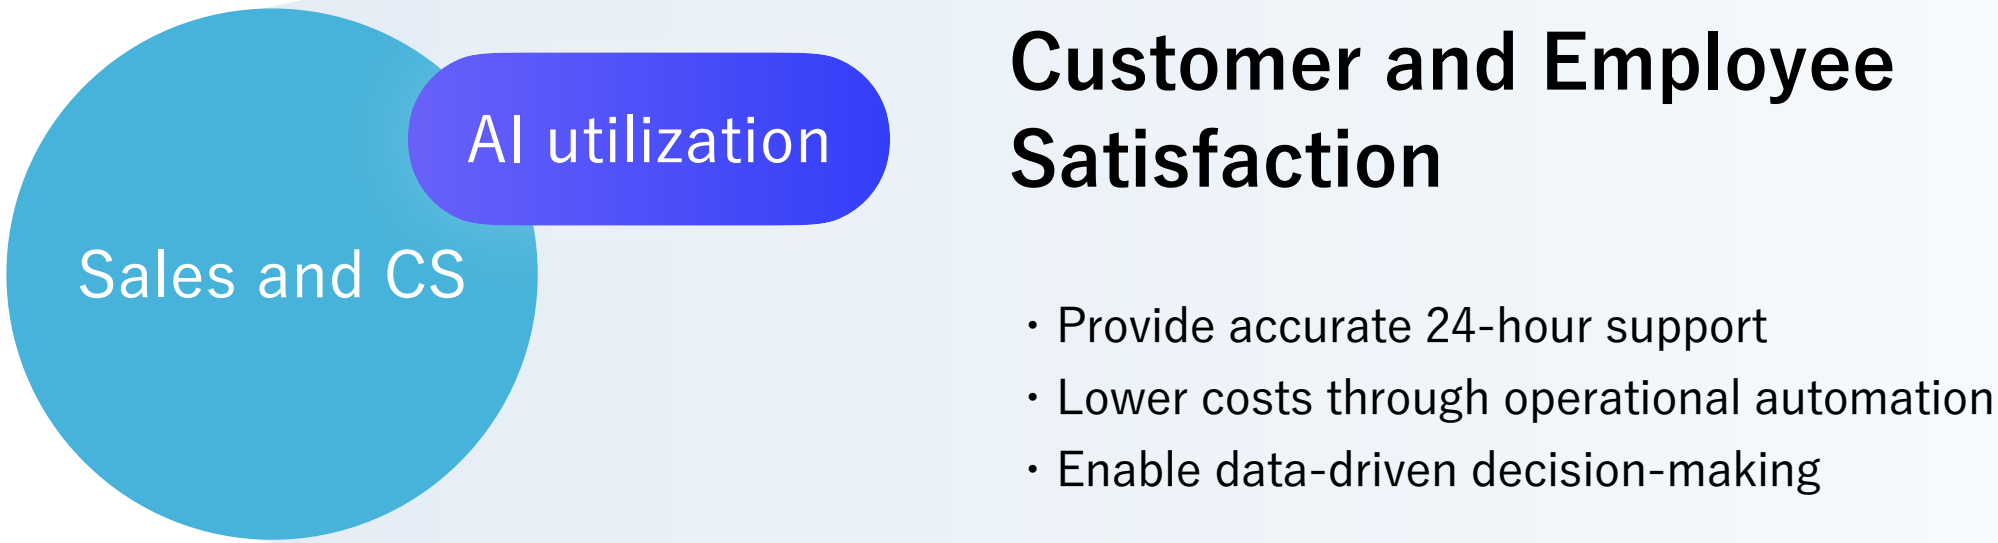 Sales and CS
AI utilization
Customer and Employee
Satisfaction
・Provide accurate 24-hour support
・Lower costs through operational automation
・Enable data-driven decision-making